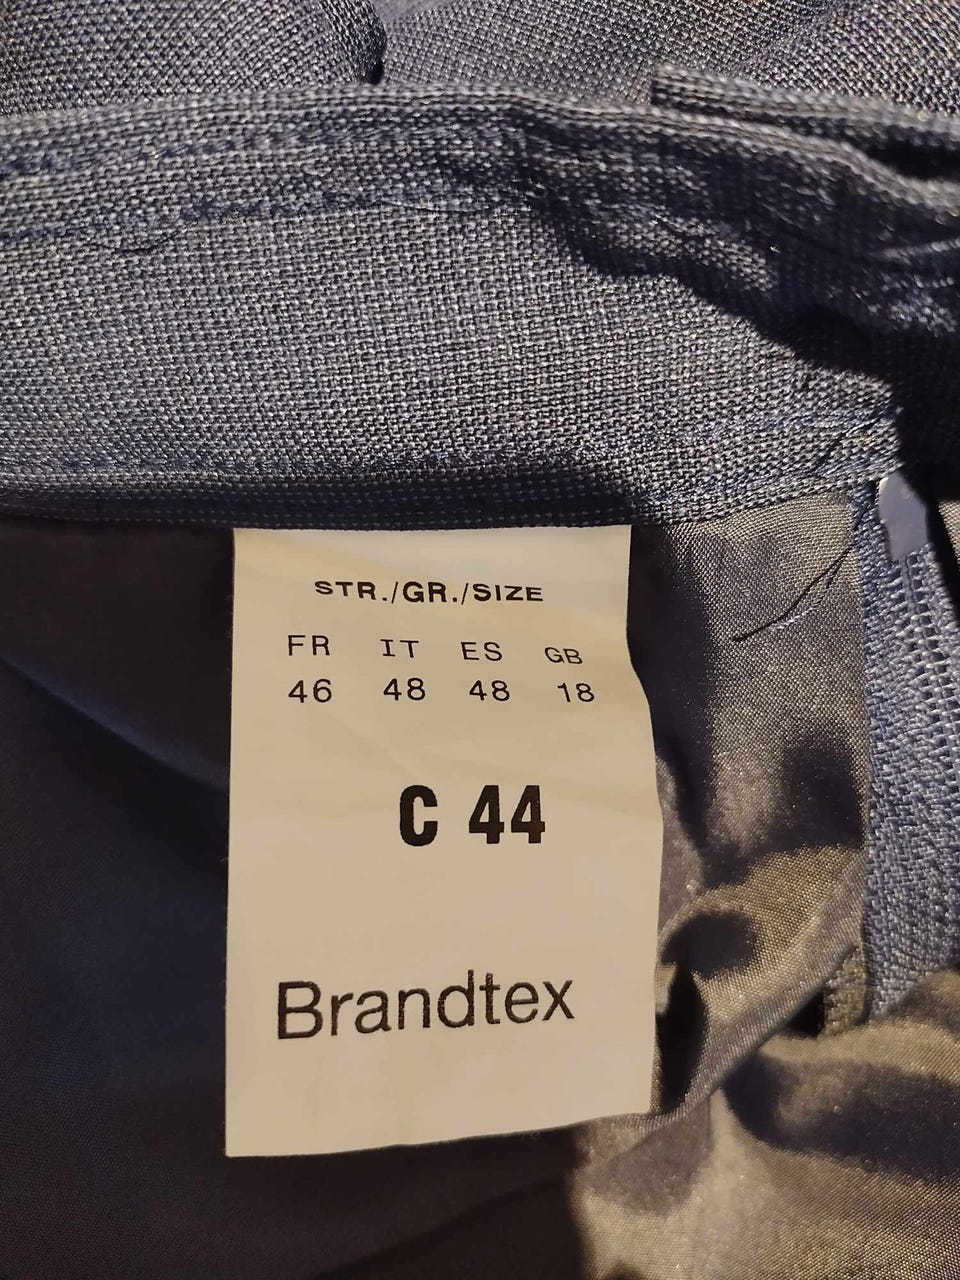 STR./GR./SIZE
FR IT ES GB
46 48 48 18
C 44
Brandtex